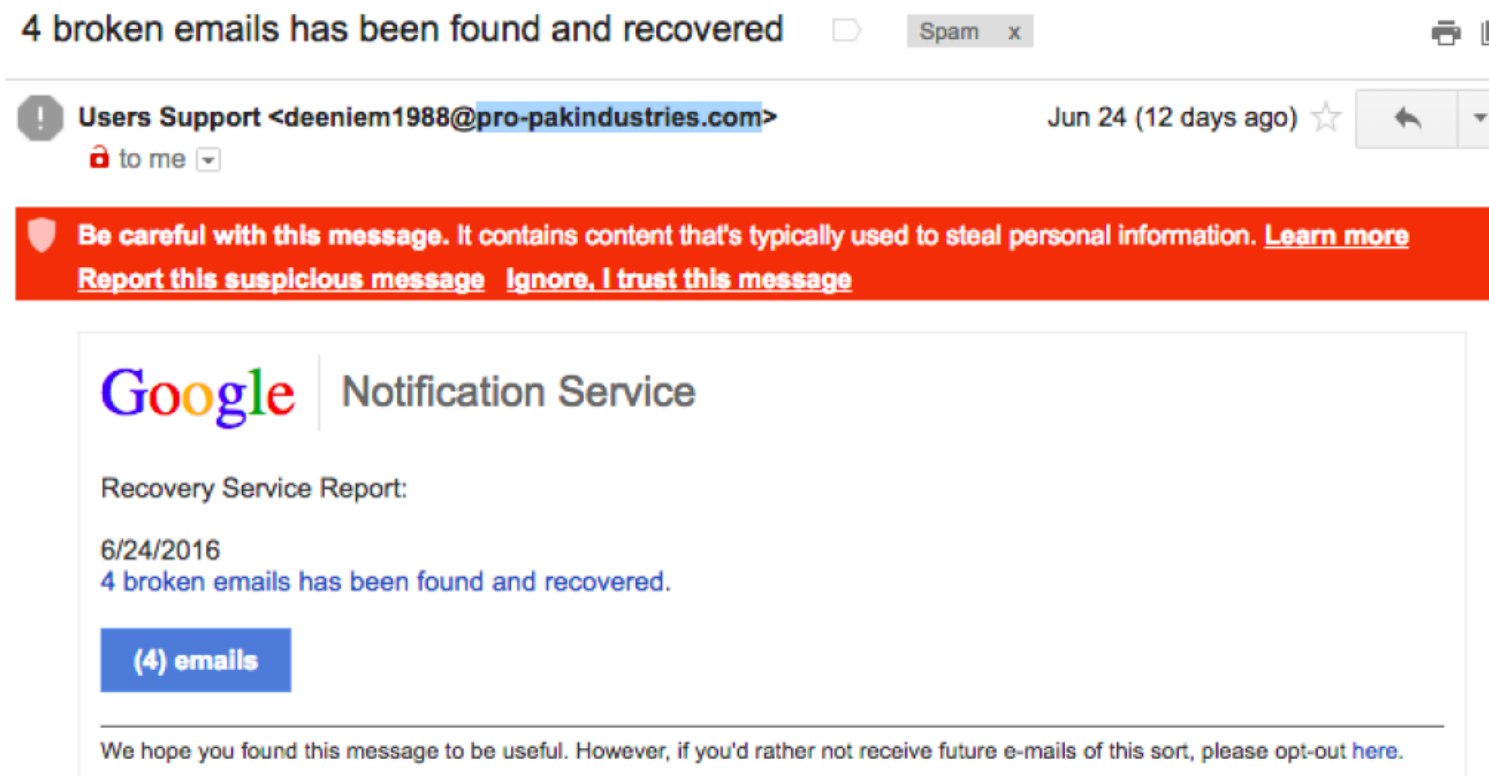 4 broken emails has been found and recovered Spam x
Users Support <deeniem1988@pro-pakindustries.com> Jun 24 (12 days ago)
to me
Be careful with this message. It contains content that's typically used to steal personal information. Learn more
Report this suspicious message Ignore, I trust this message
Google Notification Service
Recovery Service Report:
6/24/2016
4 broken emails has been found and recovered.
(4) emails
We hope you found this message to be useful. However, if you'd rather not receive future e-mails of this sort, please opt-out here.